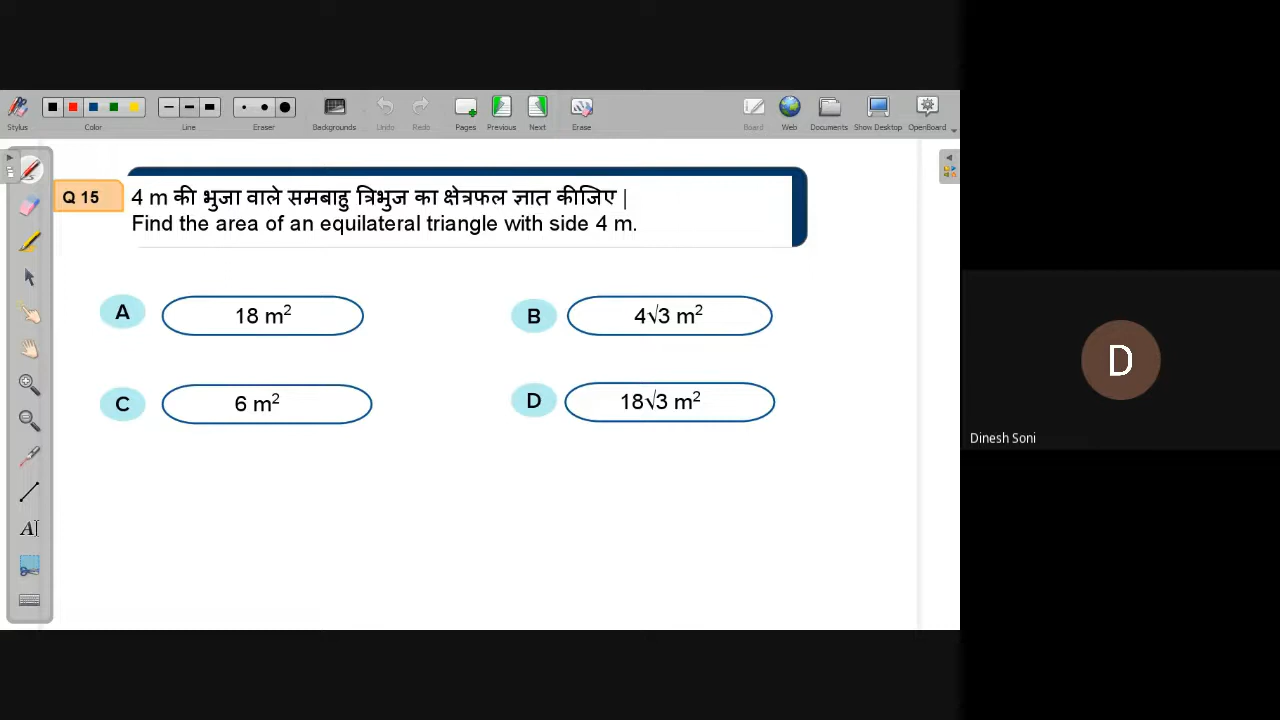 Stylus Color Line Eraser Backgrounds Undo Redo Pages Previous Next Erase Board Web Documents Show Desktop OpenBoard
Q 15
4 m की भुजा वाले समबाहु त्रिभुज का क्षेत्रफल ज्ञात कीजिए |
Find the area of an equilateral triangle with side 4 m.
A 18 m²
B 4√3 m²
C 6 m²
D 18√3 m²
D
Dinesh Soni